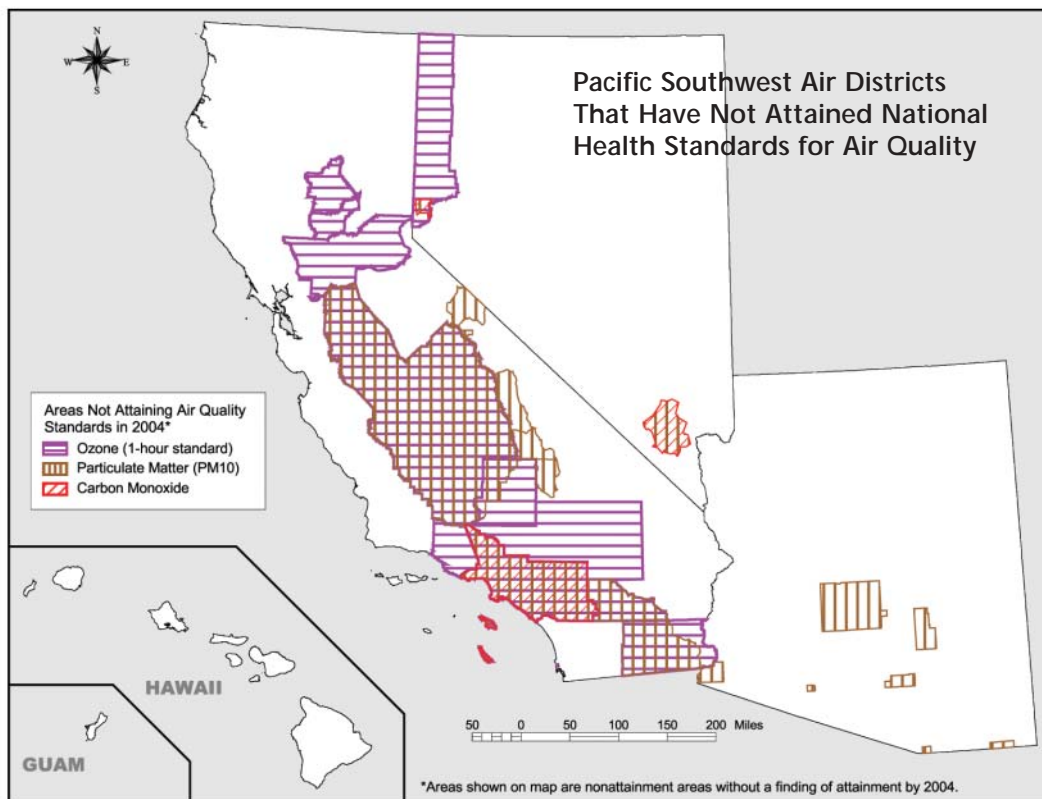 N
W E
S
Pacific Southwest Air Districts
That Have Not Attained National
Health Standards for Air Quality
Areas Not Attaining Air Quality
Standards in 2004*
Ozone (1-hour standard)
Particulate Matter (PM10)
Carbon Monoxide
HAWAII
GUAM
50 0 50 100 150 200 Miles
*Areas shown on map are nonattainment areas without a finding of attainment by 2004.